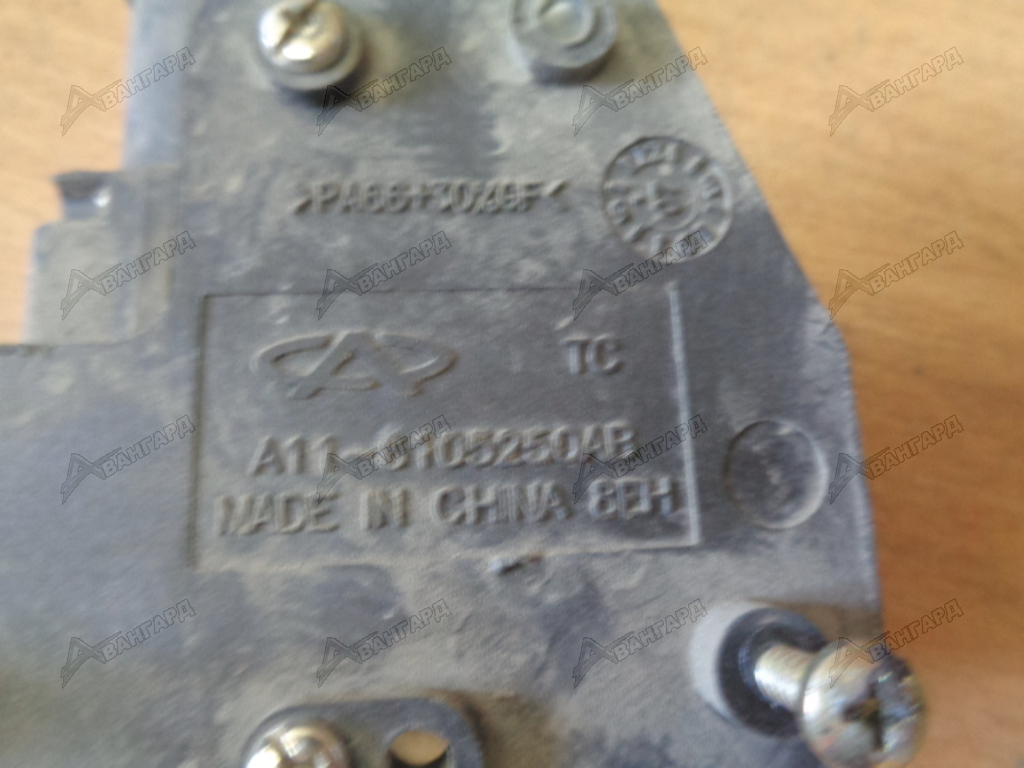 >PA66+30%GF<
TC
A11-6105250AB
MADE IN CHINA 8EH
АВАНГАРД